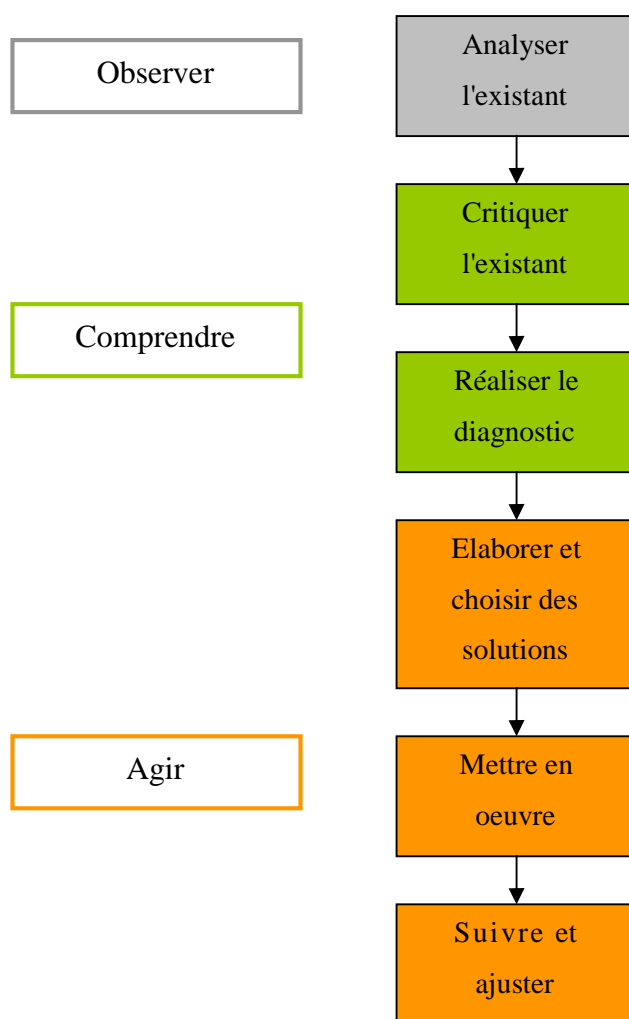 Observer
Analyser
l'existant
Critiquer
l'existant
Comprendre
Réaliser le
diagnostic
Elaborer et
choisir des
solutions
Agir
Mettre en
oeuvre
Suivre et
ajuster